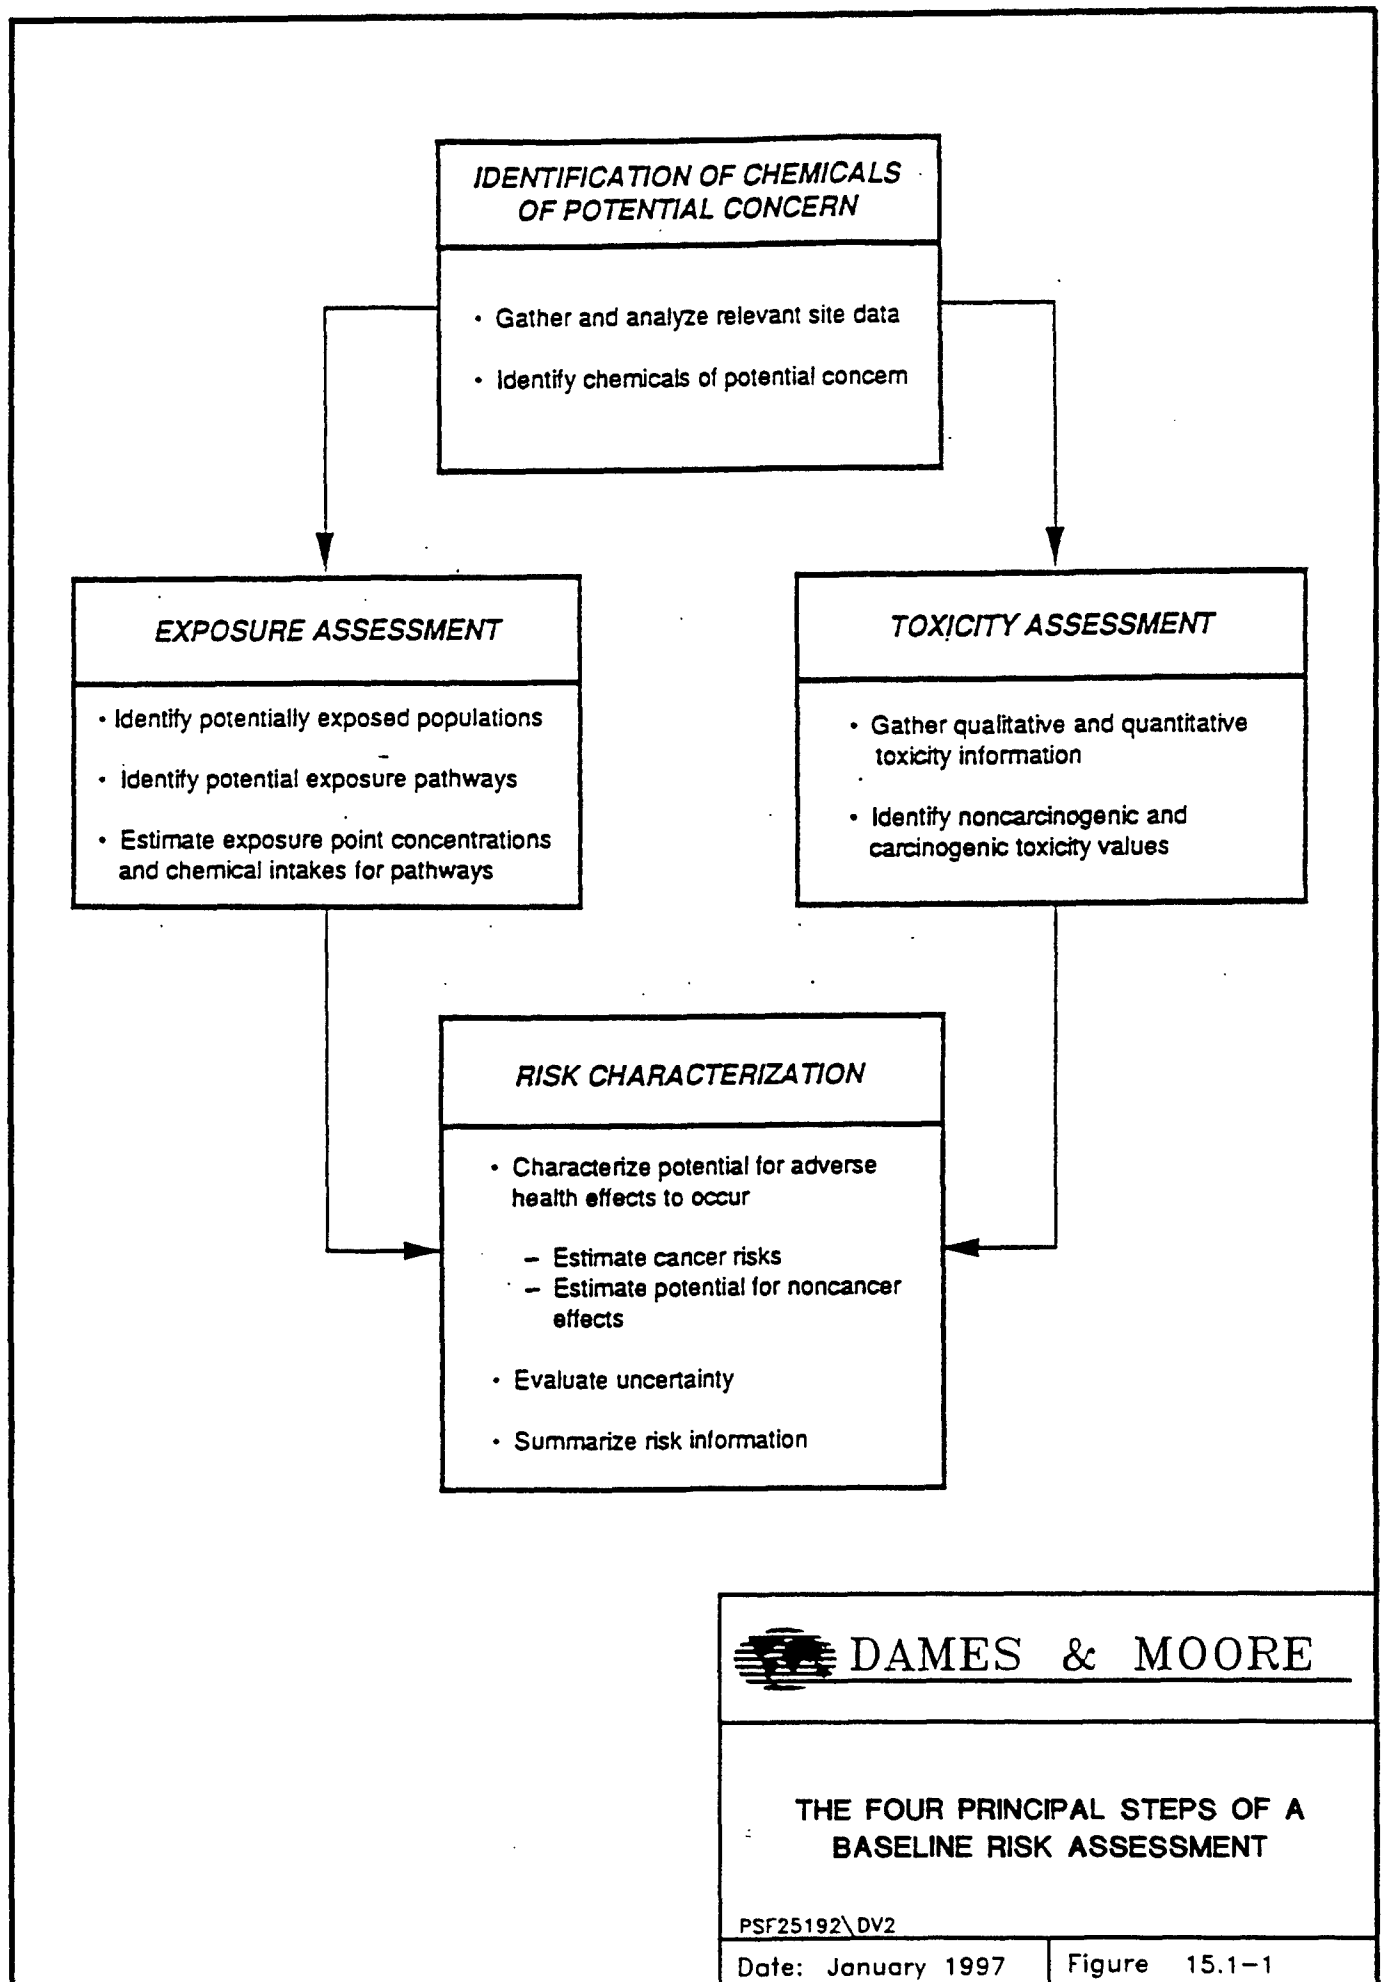 IDENTIFICATION OF CHEMICALS
OF POTENTIAL CONCERN
• Gather and analyze relevant site data
• Identify chemicals of potential concern
EXPOSURE ASSESSMENT
• Identify potentially exposed populations
• Identify potential exposure pathways
• Estimate exposure point concentrations
and chemical intakes for pathways
TOXICITY ASSESSMENT
• Gather qualitative and quantitative
toxicity information
• Identify noncarcinogenic and
carcinogenic toxicity values
RISK CHARACTERIZATION
• Characterize potential for adverse
health effects to occur
– Estimate cancer risks
– Estimate potential for noncancer
effects
• Evaluate uncertainty
• Summarize risk information
DAMES & MOORE
THE FOUR PRINCIPAL STEPS OF A
BASELINE RISK ASSESSMENT
PSF25192\DV2
Date: January 1997
Figure 15.1-1